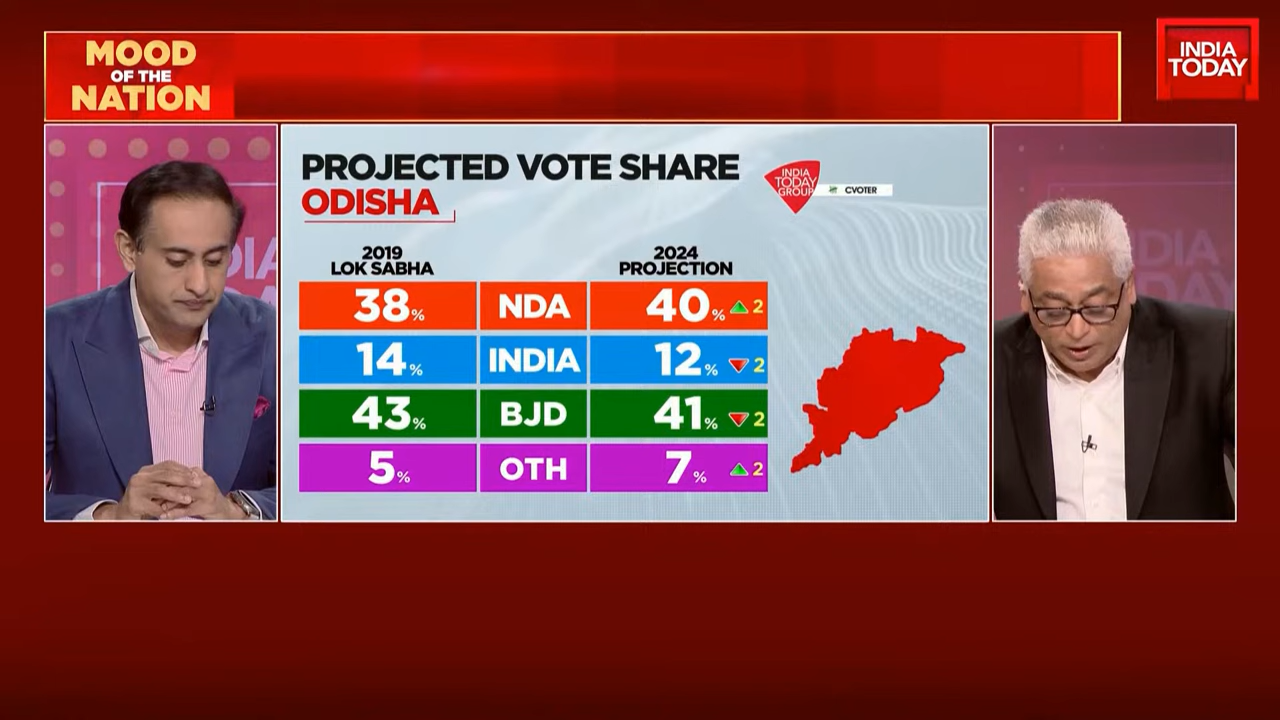 MOOD
OF THE
NATION
INDIA
TODAY
PROJECTED VOTE SHARE
ODISHA
INDIA
TODAY
GROUP
CVOTER
2019
LOK SABHA
2024
PROJECTION
38% NDA 40% 2
14% INDIA 12% 2
43% BJD 41% 2
5% OTH 7% 2